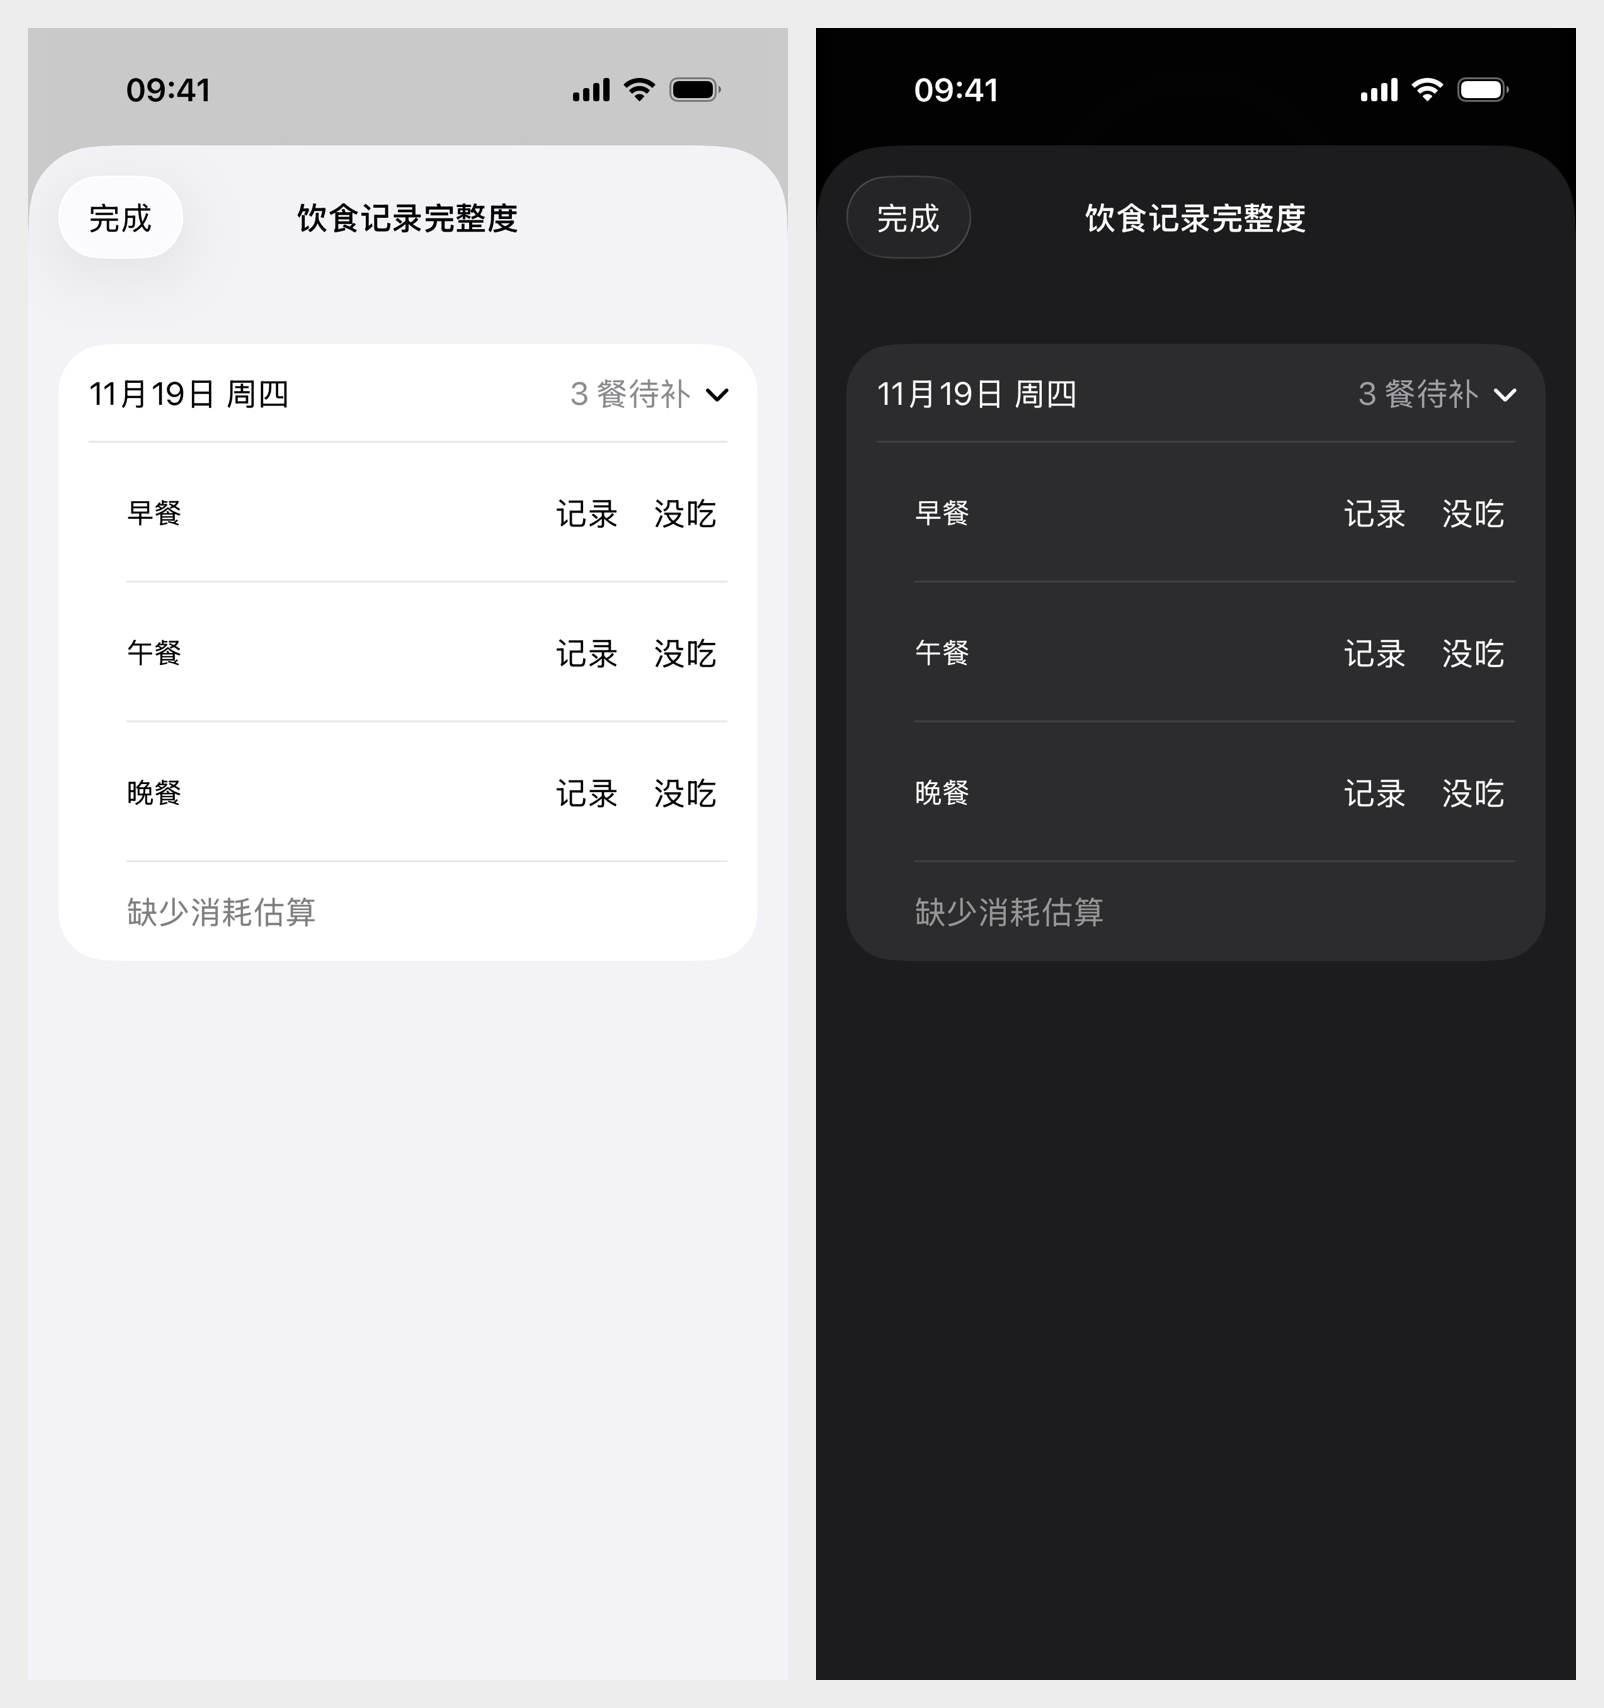 09:41
完成 饮食记录完整度
11月19日 周四 3 餐待补
早餐 记录 没吃
午餐 记录 没吃
晚餐 记录 没吃
缺少消耗估算
09:41
完成 饮食记录完整度
11月19日 周四 3 餐待补
早餐 记录 没吃
午餐 记录 没吃
晚餐 记录 没吃
缺少消耗估算